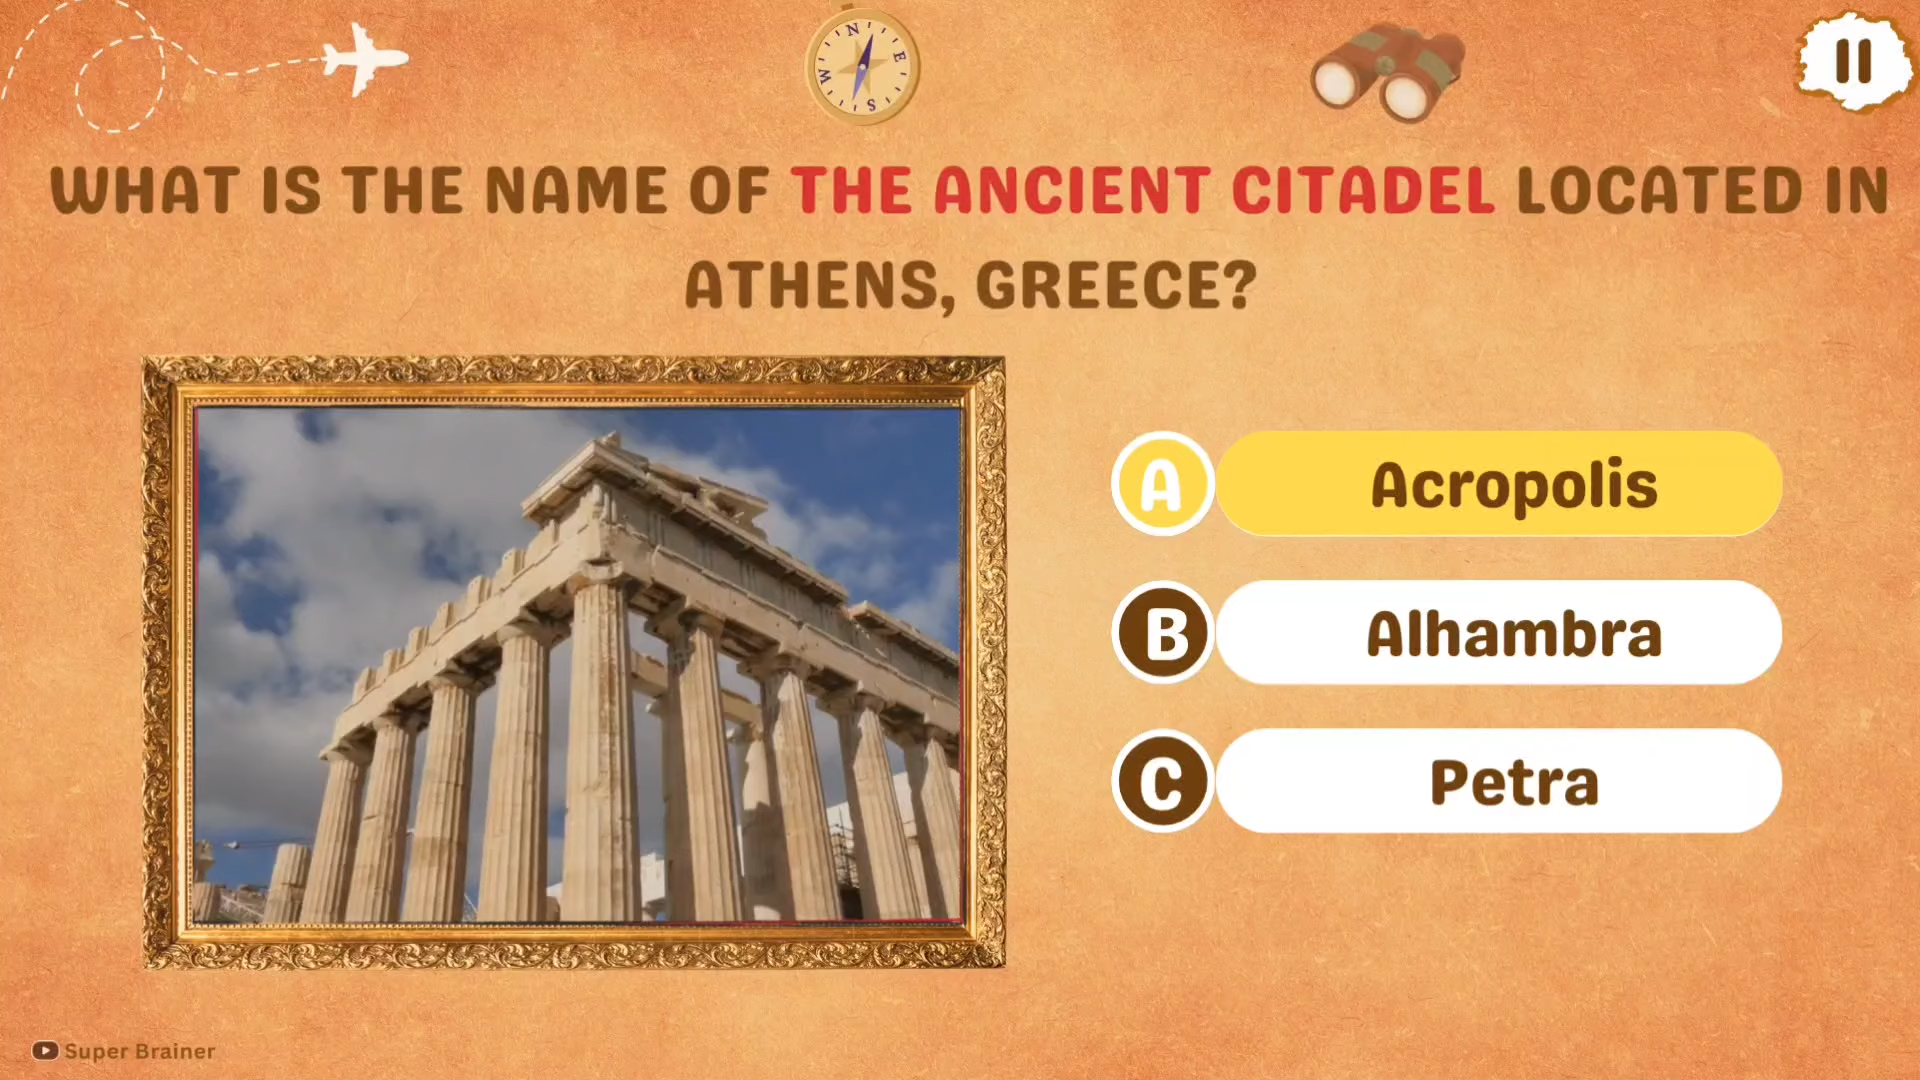 N
E
S
W
WHAT IS THE NAME OF THE ANCIENT CITADEL LOCATED IN
ATHENS, GREECE?
A Acropolis
B Alhambra
C Petra
Super Brainer